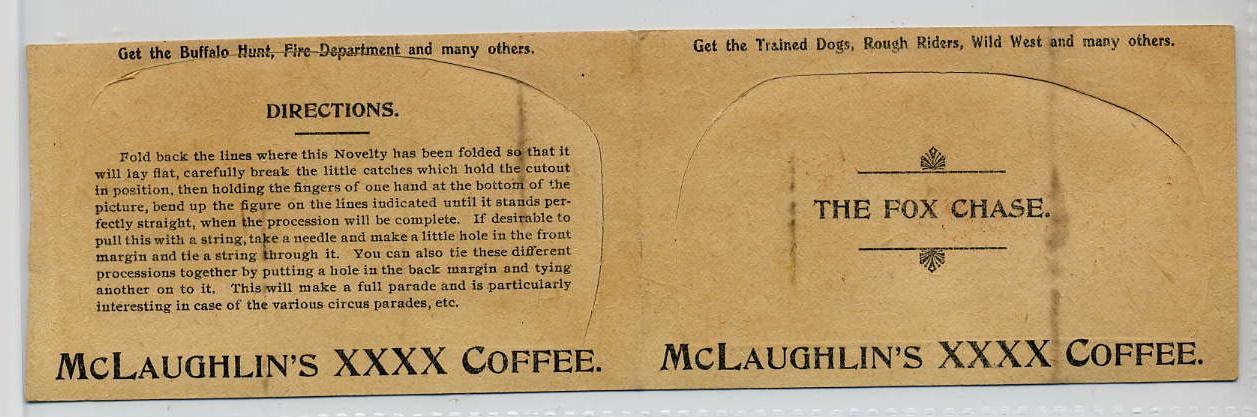 Get the Buffalo Hunt, Fire Department and many others.
DIRECTIONS.
Fold back the lines where this Novelty has been folded so that it
will lay flat, carefully break the little catches which hold the cutout
in position, then holding the fingers of one hand at the bottom of the
picture, bend up the figure on the lines indicated until it stands per-
fectly straight, when the procession will be complete. If desirable to
pull this with a string, take a needle and make a little hole in the front
margin and tie a string through it. You can also tie these different
processions together by putting a hole in the back margin and tying
another on to it. This will make a full parade and is particularly
interesting in case of the various circus parades, etc.
MCLAUGHLIN'S XXXX COFFEE.
Get the Trained Dogs, Rough Riders, Wild West and many others.
THE FOX CHASE.
MCLAUGHLIN'S XXXX COFFEE.